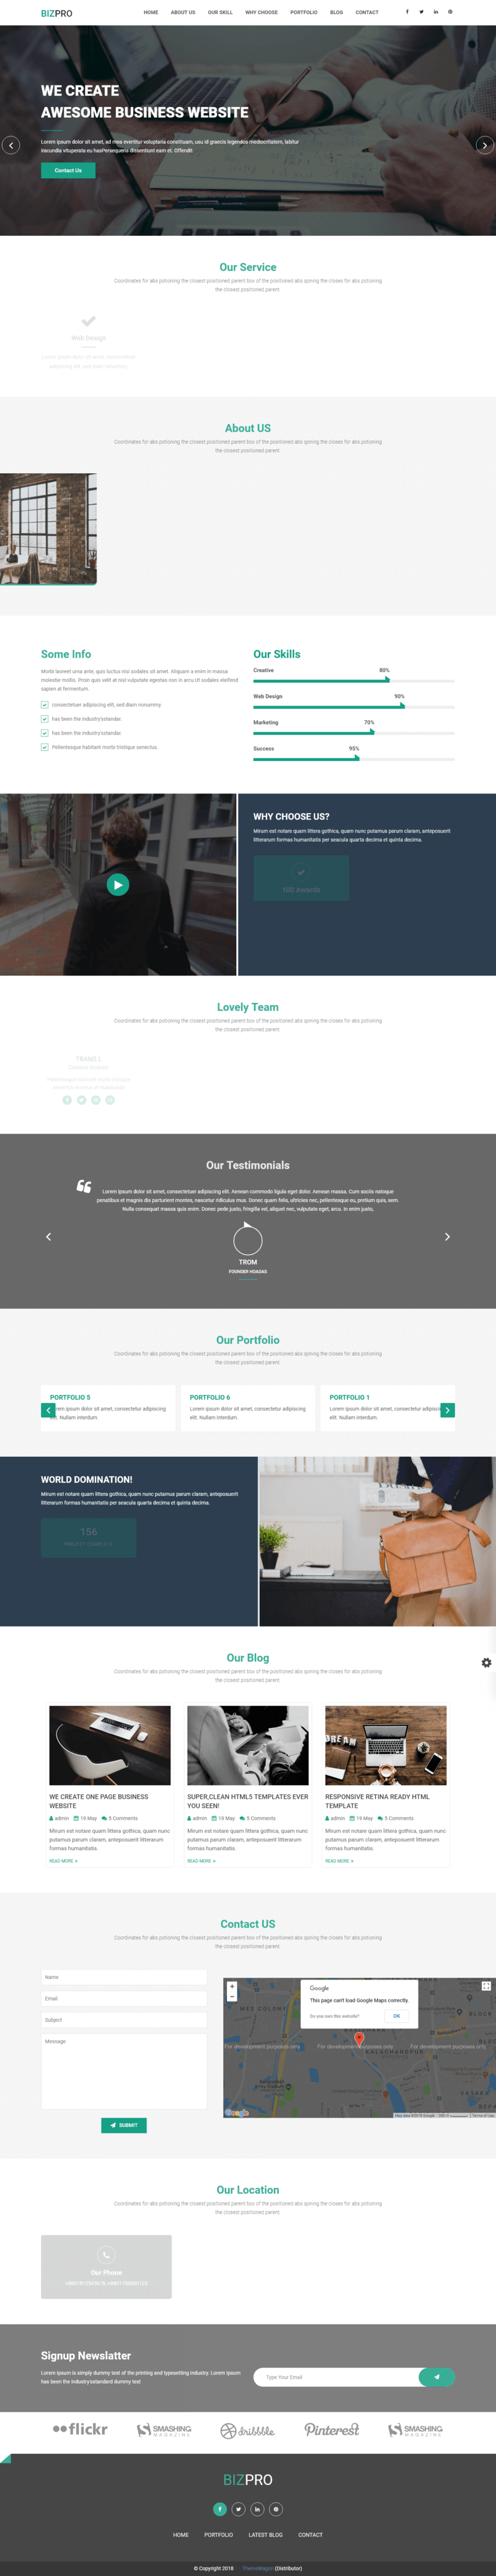 BIZPRO
HOME ABOUT US OUR SKILL WHY CHOOSE PORTFOLIO BLOG CONTACT
WE CREATE
AWESOME BUSINESS WEBSITE
Lorem ipsum dolor sit amet, ad mea evertitur voluptaria constituam, usu id graecis legendos mediocritatem, labitur
iracundia vituperata eu hasPersequeris dissentiunt eam et. Offendit
Contact Us
Our Service
Coordinates for abs potioning the closest positioned parent box of the positioned abs spining the closes for abs potioning
the closest positioned parent
Web Design
Lorem ipsum dolor sit amet, consectetuer
adipiscing elit, sed diam nonummy
About US
Coordinates for abs potioning the closest positioned parent box of the positioned abs spining the closes for abs potioning
the closest positioned parent
Some Info
Morbi laoreet urna ante, quis luctus nisi sodales sit amet. Aliquam a enim in massa
molestie mollis. Proin quis velit at nisl vulputate egestas non in arcu.Ut sodales eleifend
sapien at fermentum.
consectetuer adipiscing elit, sed diam nonummy.
has been the industry'sstandar.
has been the industry'sstandar.
Pellentesque habitant morbi tristique senectus.
Our Skills
Creative 80%
Web Design 90%
Marketing 70%
Success 95%
WHY CHOOSE US?
Mirum est notare quam littera gothica, quam nunc putamus parum claram, anteposuerit
litterarum formas humanitatis per seacula quarta decima et quinta decima.
100 Awards
Lovely Team
Coordinates for abs potioning the closest positioned parent box of the positioned abs spining the closes for abs potioning
the closest positioned parent
Our Testimonials
Lorem ipsum dolor sit amet, consectetuer adipiscing elit. Aenean commodo ligula eget dolor. Aenean massa. Cum sociis natoque
penatibus et magnis dis parturient montes, nascetur ridiculus mus. Donec quam felis, ultricies nec, pellentesque eu, pretium quis, sem.
Nulla consequat massa quis enim. Donec pede justo, fringilla vel, aliquet nec, vulputate eget, arcu. In enim justo,
TROM
FOUNDER HOAGAS
Our Portfolio
Coordinates for abs potioning the closest positioned parent box of the positioned abs spining the closes for abs potioning
the closest positioned parent
PORTFOLIO 5 PORTFOLIO 6 PORTFOLIO 1
ipsum dolor sit amet, consectetur adipiscing Lorem ipsum dolor sit amet, consectetur adipiscing Lorem ipsum dolor sit amet, consectetur
elit. Nullam interdum. elit. Nullam interdum. elit. Nullam interdum.
WORLD DOMINATION!
Mirum est notare quam littera gothica, quam nunc putamus parum claram, anteposuerit
litterarum formas humanitatis per seacula quarta decima et quinta decima.
156
Our Blog
Coordinates for abs potioning the closest positioned parent box of the positioned abs spining the closes for abs potioning
the closest positioned parent
DREAM
WE CREATE ONE PAGE BUSINESS
WEBSITE
admin 19 May 5 Comments
Mirum est notare quam littera gothica, quam nunc
putamus parum claram, anteposuerit litterarum
formas humanitatis.
READ MORE »
SUPER,CLEAN HTML5 TEMPLATES EVER
YOU SEEN!
admin 19 May 5 Comments
Mirum est notare quam littera gothica, quam nunc
putamus parum claram, anteposuerit litterarum
formas humanitatis.
READ MORE »
RESPONSIVE RETINA READY HTML
TEMPLATE
admin 19 May 5 Comments
Mirum est notare quam littera gothica, quam nunc
putamus parum claram, anteposuerit litterarum
formas humanitatis.
READ MORE »
Contact US
Coordinates for abs potioning the closest positioned parent box of the positioned abs spining the closes for abs potioning
the closest positioned parent
Name
Email
Subject
Message
SUBMIT
Google
This page can't load Google Maps correctly.
Do you own this website? OK
For development purposes only For development purposes only For development purposes only
Our Location
Coordinates for abs potioning the closest positioned parent box of the positioned abs spining the closes for abs potioning
the closest positioned parent
Our Phone
Signup Newslatter
Lorem Ipsum is simply dummy text of the printing and typesetting industry. Lorem Ipsum
has been the industry'sstandard dummy text
Type Your Email
flickr SMASHING MAGAZINE dribbble Pinterest SMASHING MAGAZINE
BIZPRO
HOME PORTFOLIO LATEST BLOG CONTACT
© Copyright 2018 ThemeWagon (Distributor)